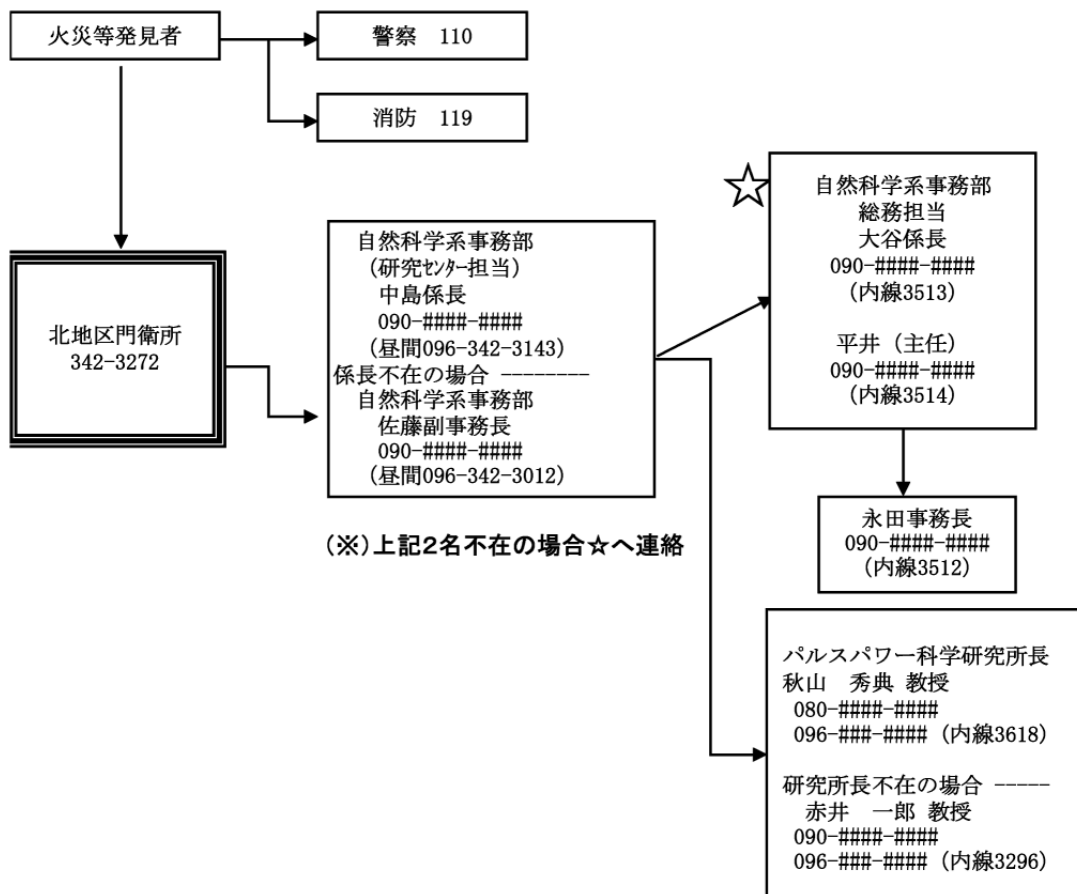 火災等発見者
警察　110
消防　119
北地区門衛所
342-3272
自然科学系事務部
(研究ｾﾝﾀｰ担当)
中島係長
090-####-####
(昼間096-342-3143)
係長不在の場合 --------
自然科学系事務部
佐藤副事務長
090-####-####
(昼間096-342-3012)
(※)上記2名不在の場合☆へ連絡
☆
自然科学系事務部
総務担当
大谷係長
090-####-####
(内線3513)
平井（主任）
090-####-####
(内線3514)
永田事務長
090-####-####
(内線3512)
パルスパワー科学研究所長
秋山　秀典 教授
080-####-####
096-###-####（内線3618）
研究所長不在の場合 -----
赤井　一郎 教授
090-####-####
096-###-####（内線3296）